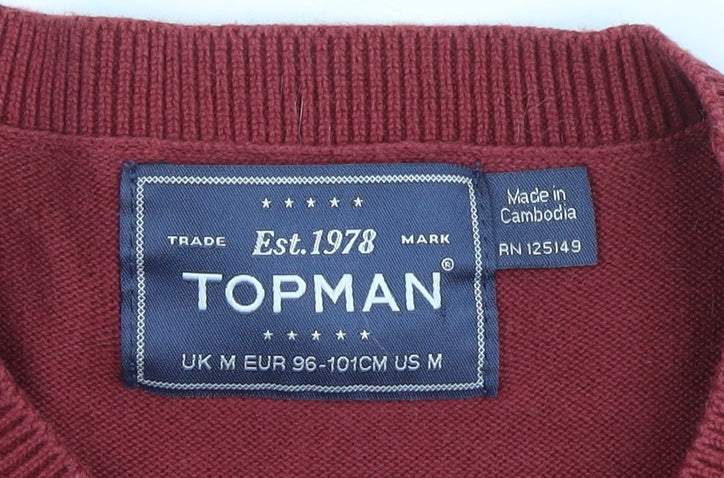 ★ ★ ★ ★ ★
TRADE Est.1978 MARK
TOPMAN®
★ ★ ★ ★ ★
UK M EUR 96-101CM US M
Made in
Cambodia
RN 125149